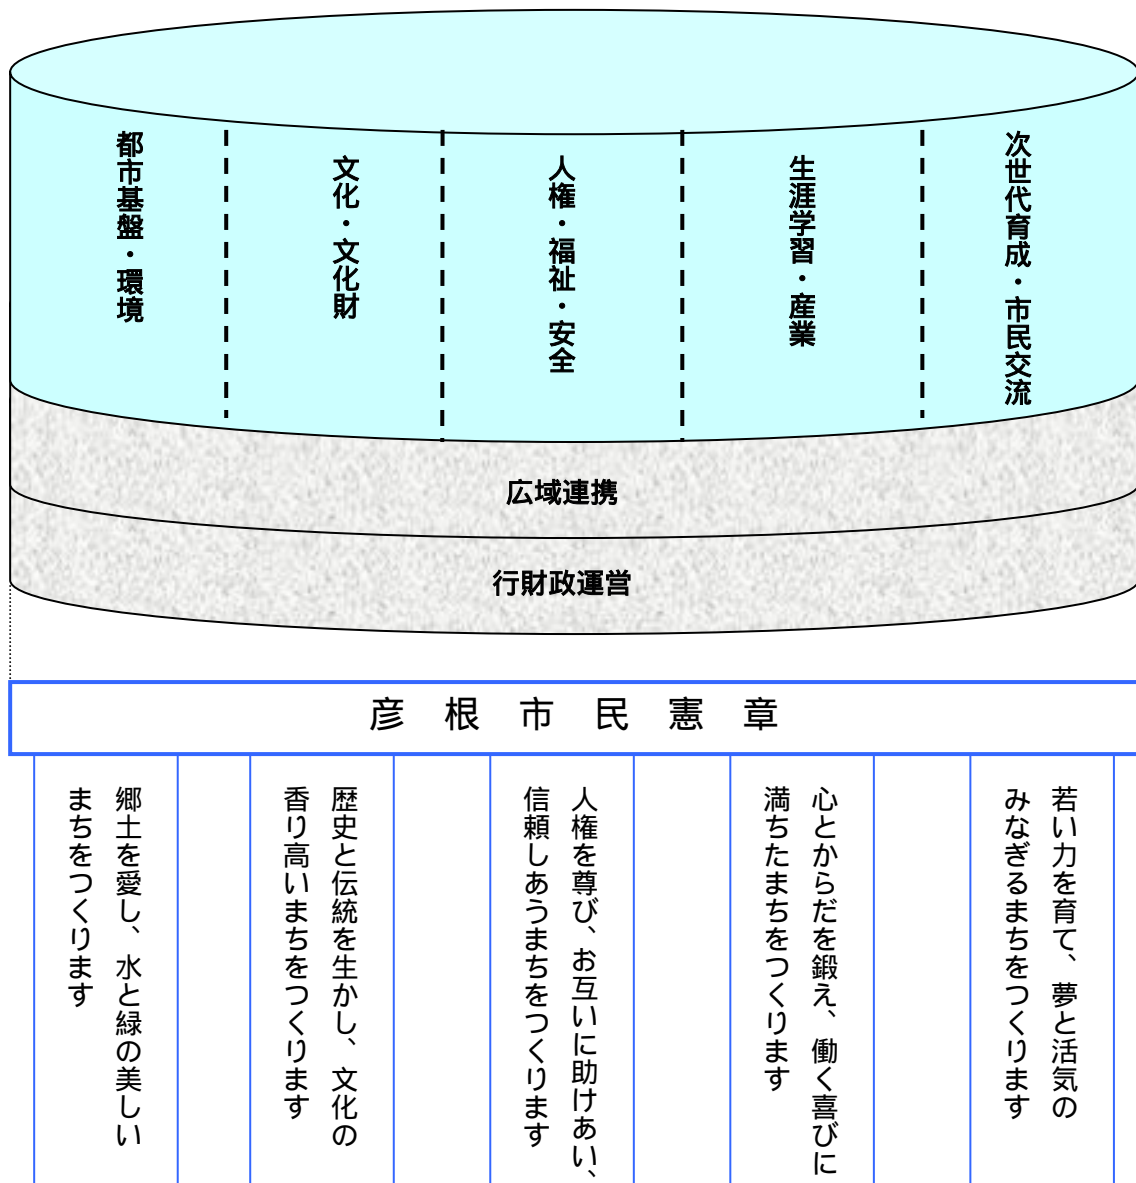 都市基盤・環境
文化・文化財
人権・福祉・安全
生涯学習・産業
次世代育成・市民交流
広域連携
行財政運営
彦根市民憲章
郷土を愛し、水と緑の美しい
まちをつくります
歴史と伝統を生かし、文化の
香り高いまちをつくります
人権を尊び、お互いに助けあい、
信頼しあうまちをつくります
心とからだを鍛え、働く喜びに
満ちたまちをつくります
若い力を育て、夢と活気の
みなぎるまちをつくります